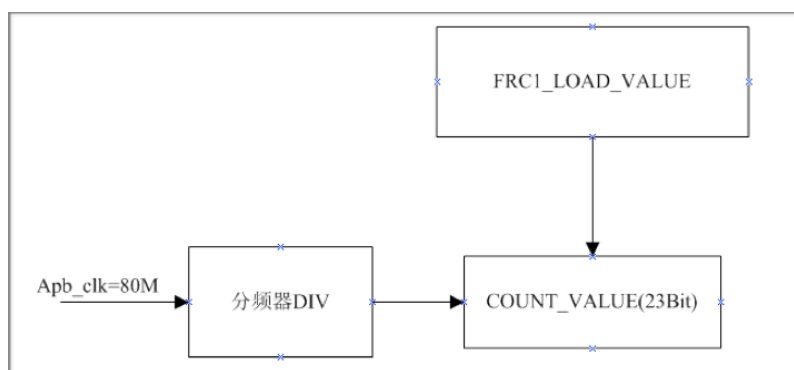 FRC1_LOAD_VALUE
Apb_clk=80M
分频器DIV
COUNT_VALUE(23Bit)